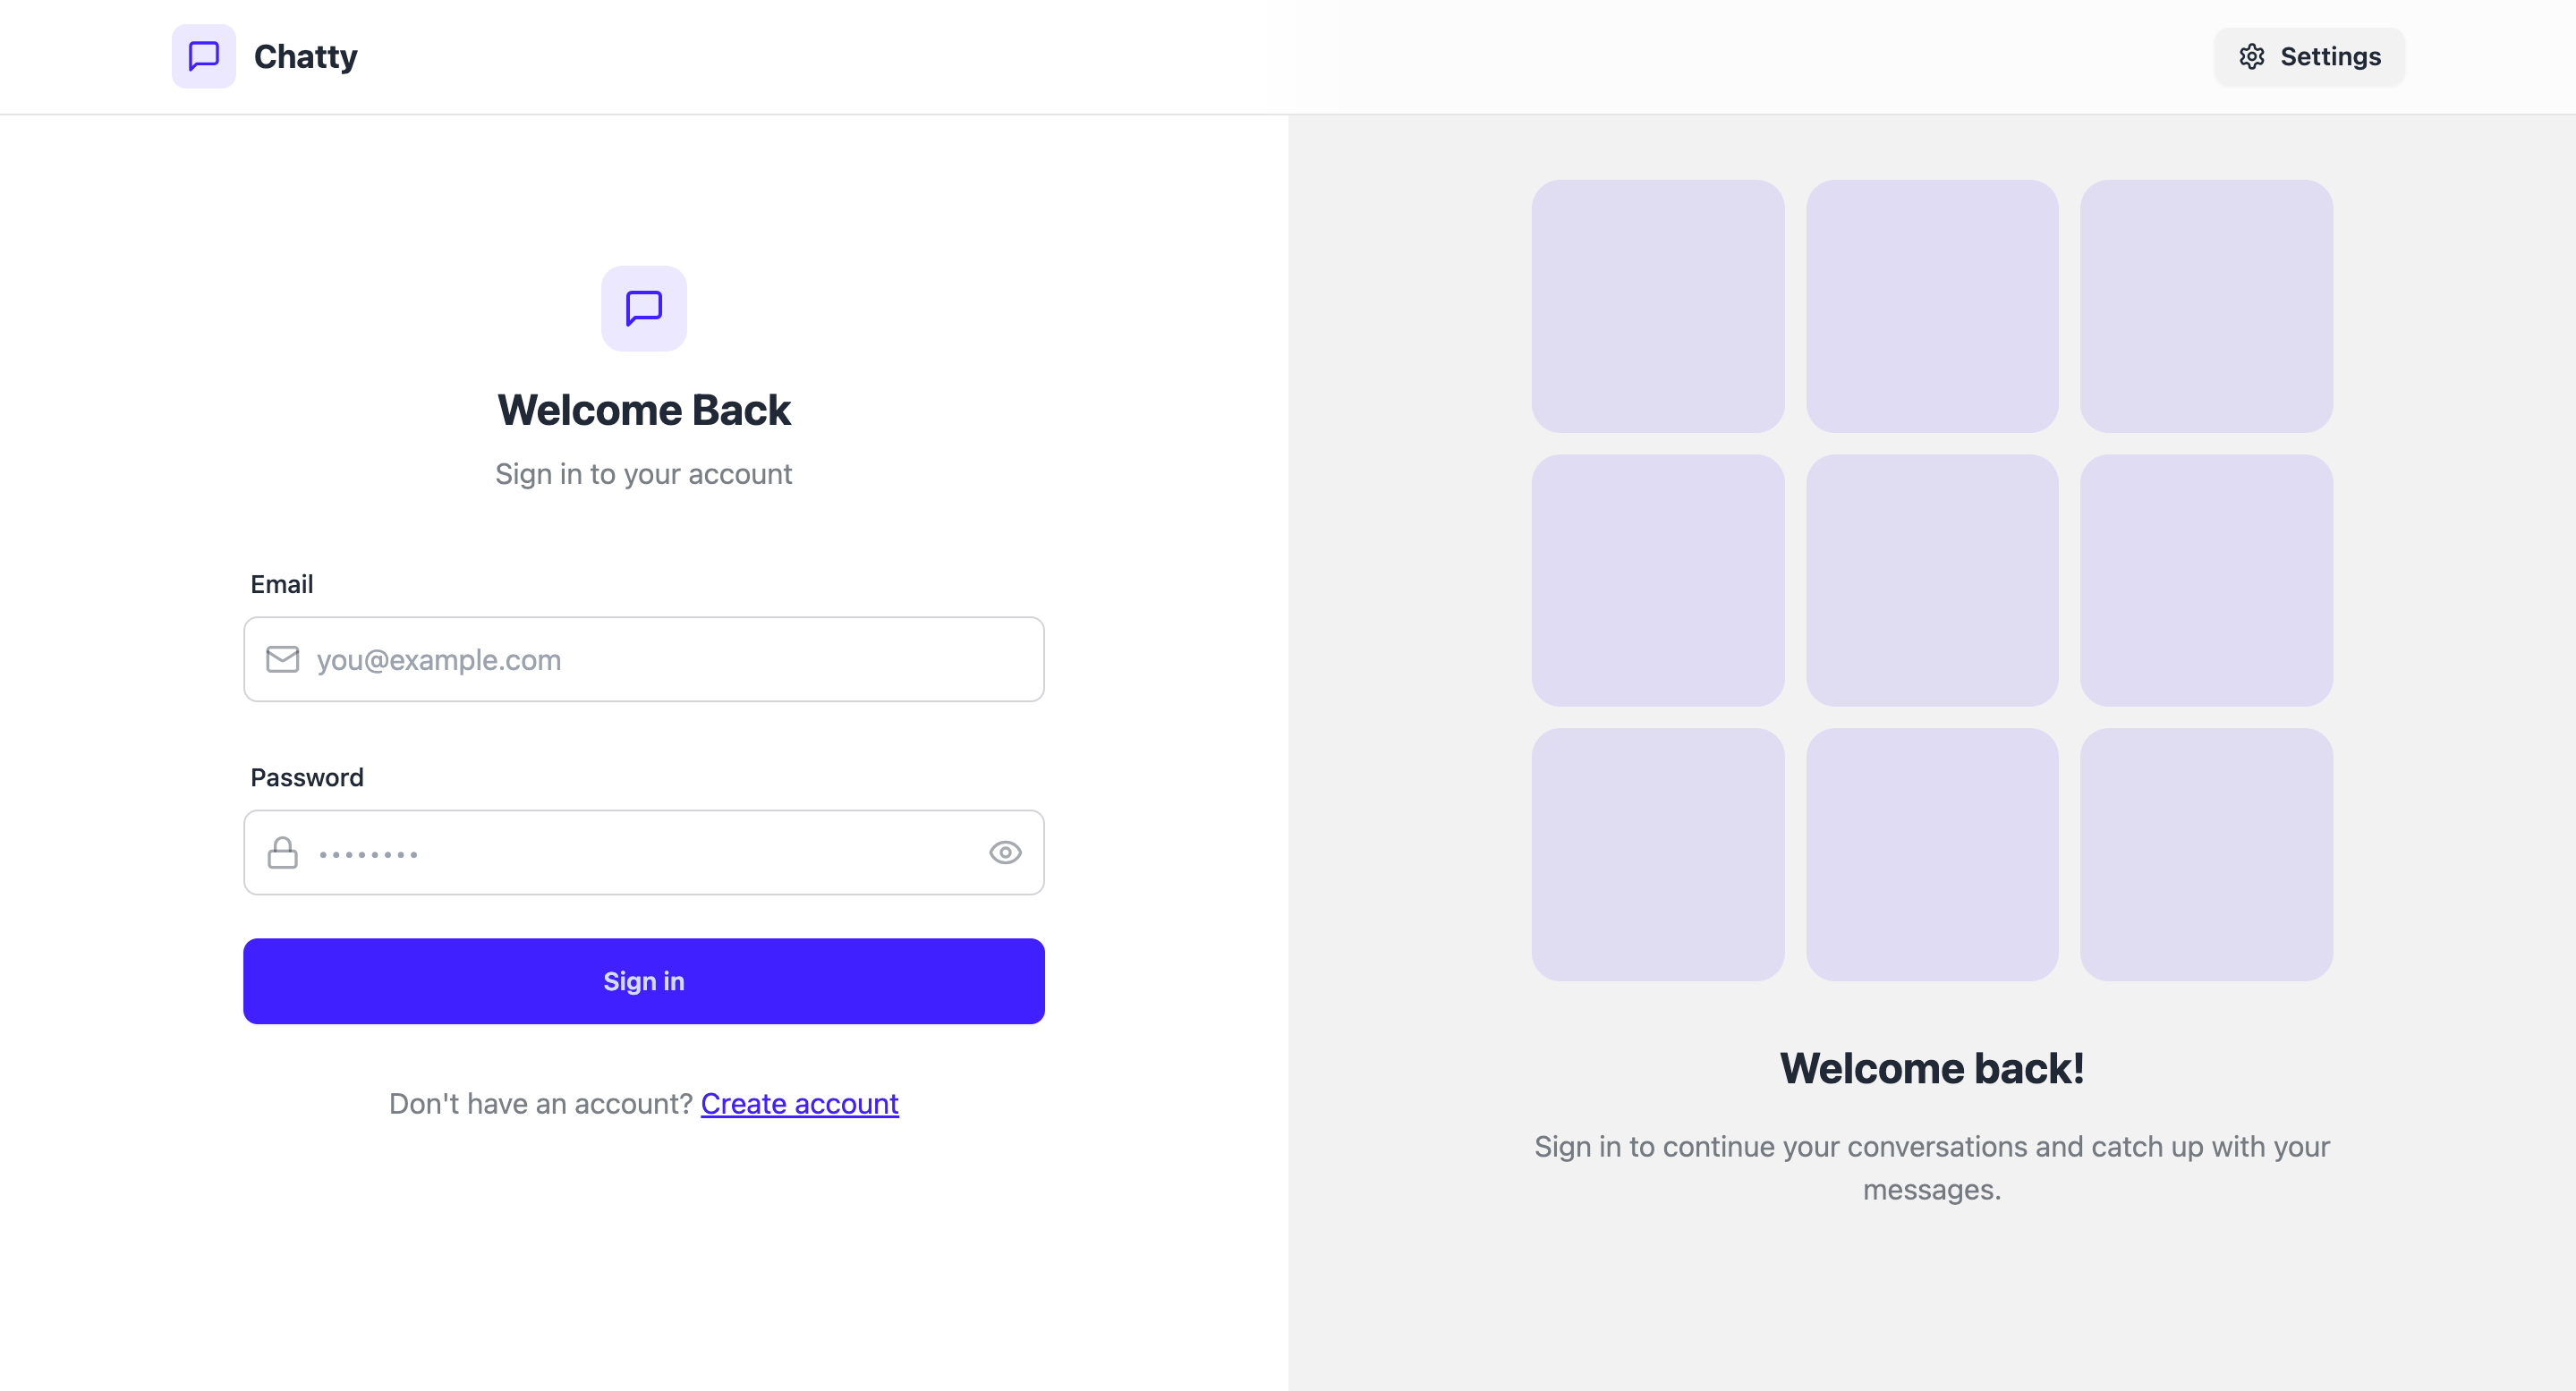 Chatty
Settings
Welcome Back
Sign in to your account
Email
you@example.com
Password
••••••••
Sign in
Don't have an account? Create account
Welcome back!
Sign in to continue your conversations and catch up with your
messages.